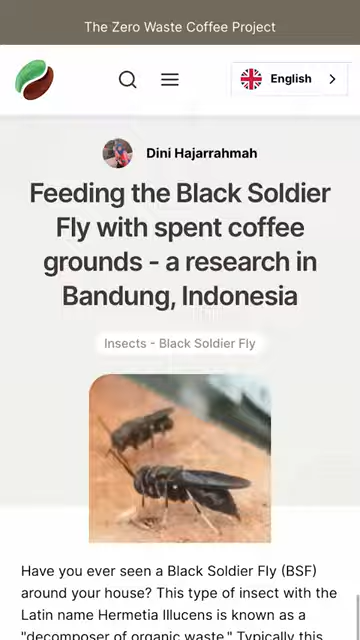 The Zero Waste Coffee Project
English
Dini Hajarrahmah
Feeding the Black Soldier
Fly with spent coffee
grounds - a research in
Bandung, Indonesia
Insects - Black Soldier Fly
Have you ever seen a Black Soldier Fly (BSF)
around your house? This type of insect with the
Latin name Hermetia Illucens is known as a
"decomposer of organic waste." Typically this